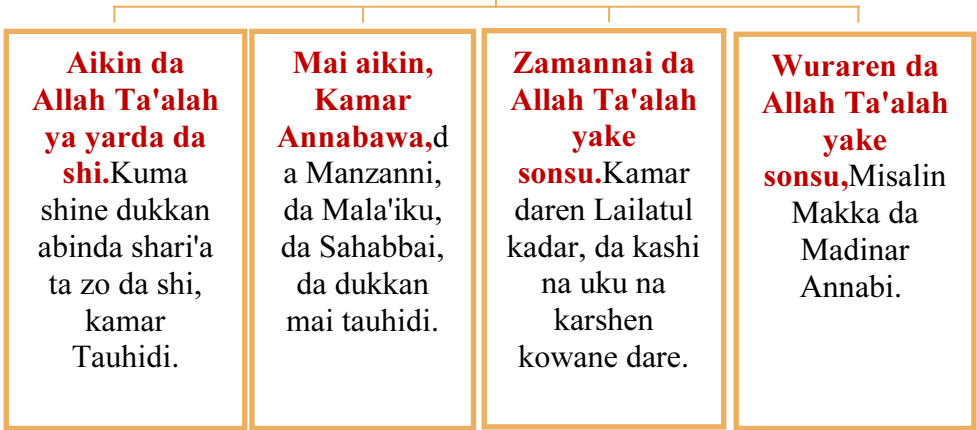 Aikin da
Allah Ta'alah
ya yarda da
shi.Kuma
shine dukkan
abinda shari'a
ta zo da shi,
kamar
Tauhidi.
Mai aikin,
Kamar
Annabawa,d
a Manzanni,
da Mala'iku,
da Sahabbai,
da dukkan
mai tauhidi.
Zamannai da
Allah Ta'alah
yake
sonsu.Kamar
daren Lailatul
kadar, da kashi
na uku na
karshen
kowane dare.
Wuraren da
Allah Ta'alah
yake
sonsu,Misalin
Makka da
Madinar
Annabi.